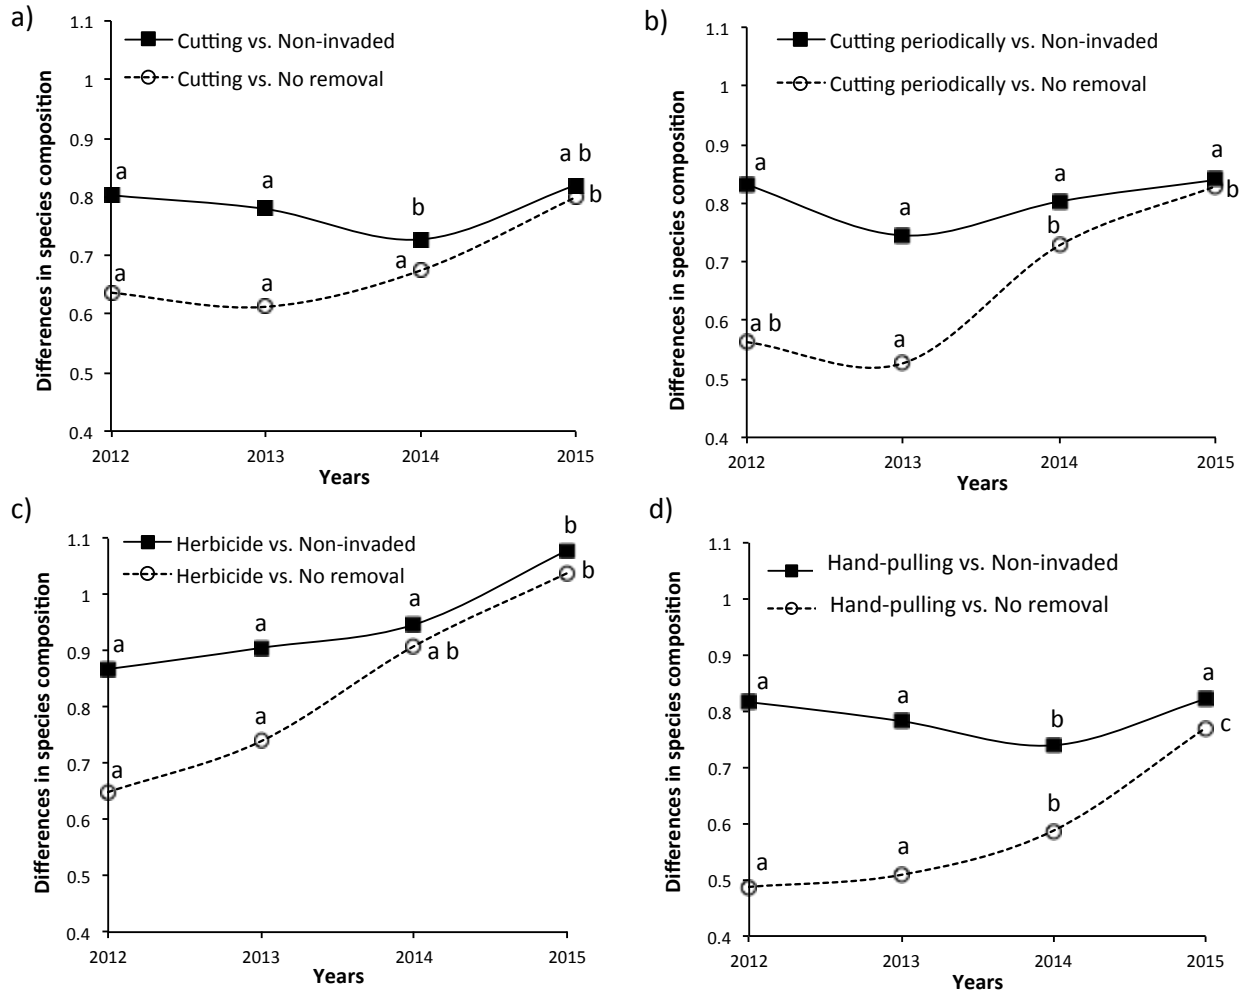 a)
1.1
1
0.9
0.8
0.7
0.6
0.5
0.4
Differences in species composition
Cutting vs. Non-invaded
Cutting vs. No removal
a
a
b
a b
a
a
a
b
2012
2013
2014
2015
Years
b)
1.1
1
0.9
0.8
0.7
0.6
0.5
0.4
Differences in species composition
Cutting periodically vs. Non-invaded
Cutting periodically vs. No removal
a
a
a
a
a b
a
b
b
2012
2013
2014
2015
Years
c)
1.1
1
0.9
0.8
0.7
0.6
0.5
0.4
Differences in species composition
Herbicide vs. Non-invaded
Herbicide vs. No removal
a
a
a
b
a
a
a b
b
2012
2013
2014
2015
Years
d)
1.1
1
0.9
0.8
0.7
0.6
0.5
0.4
Differences in species composition
Hand-pulling vs. Non-invaded
Hand-pulling vs. No removal
a
a
b
a
a
a
b
c
2012
2013
2014
2015
Years